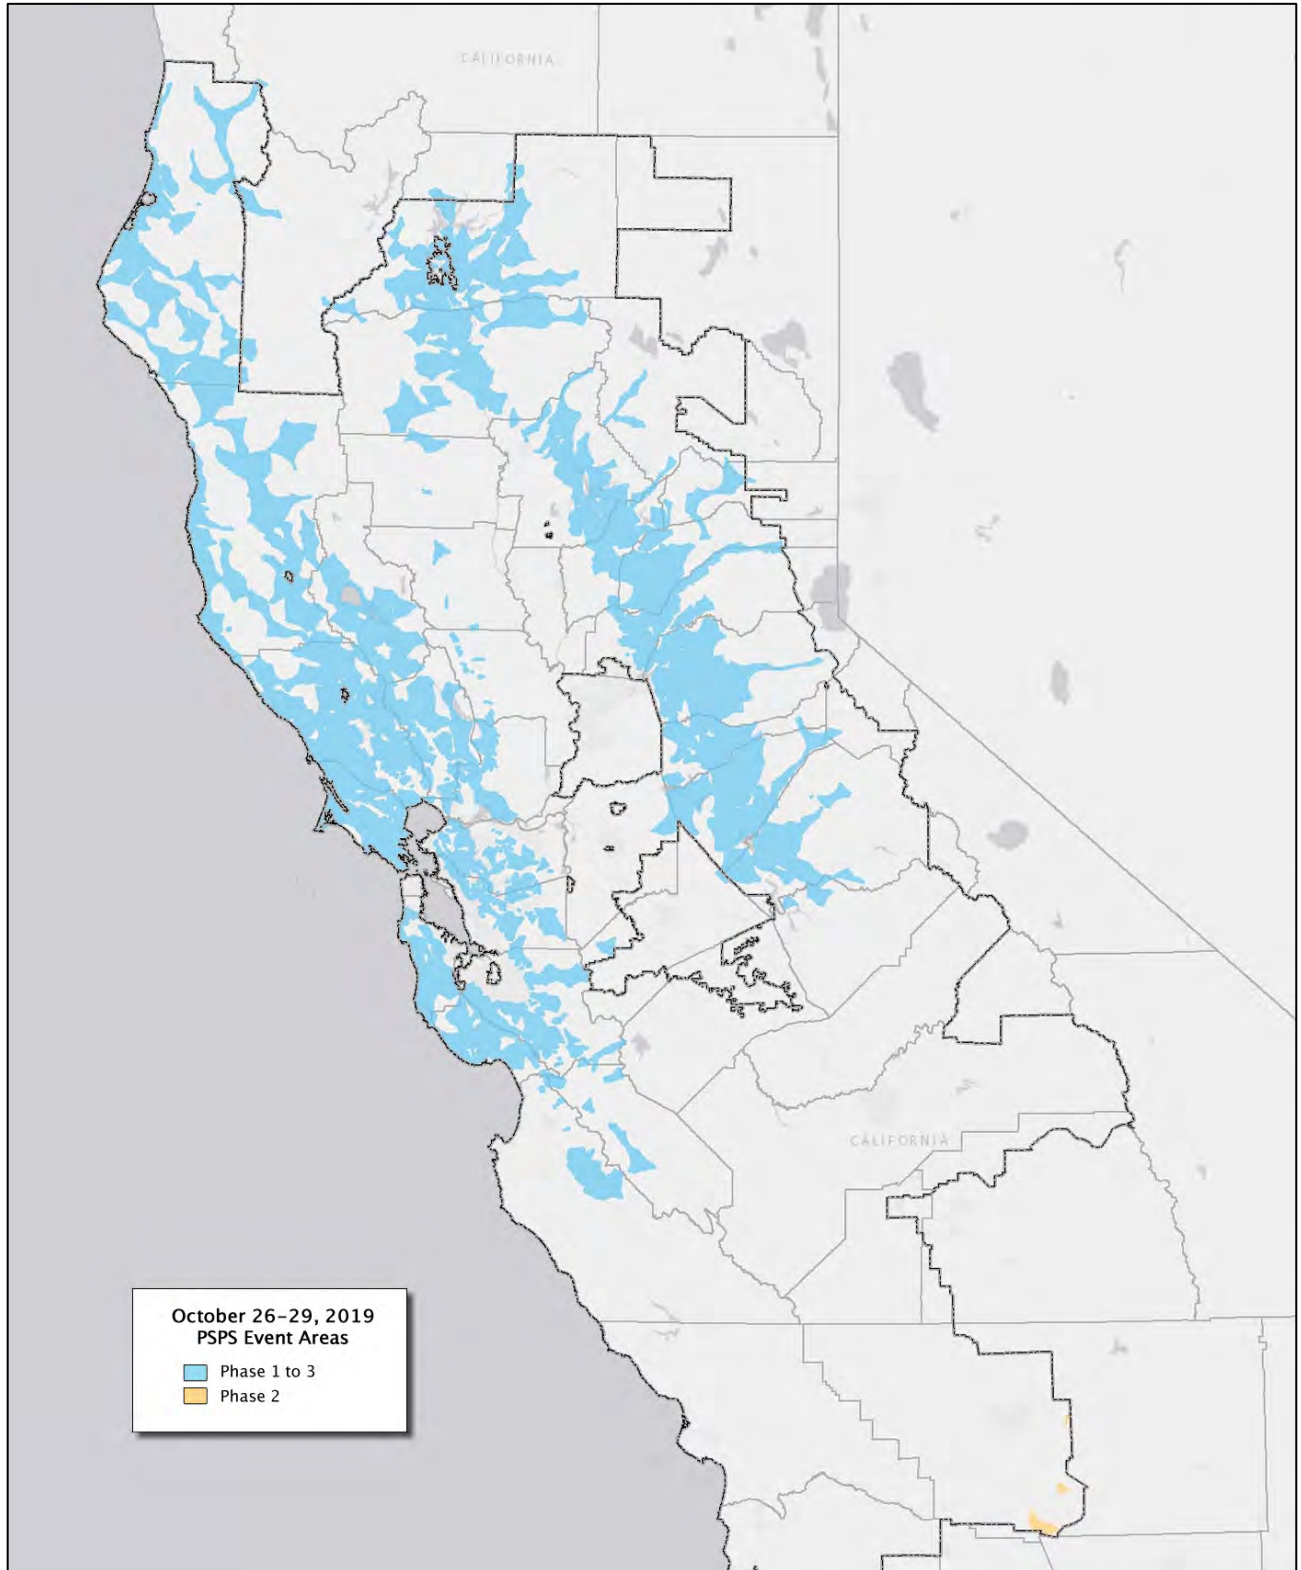 CALIFORNIA
CALIFORNIA
October 26-29, 2019
PSPS Event Areas
Phase 1 to 3
Phase 2